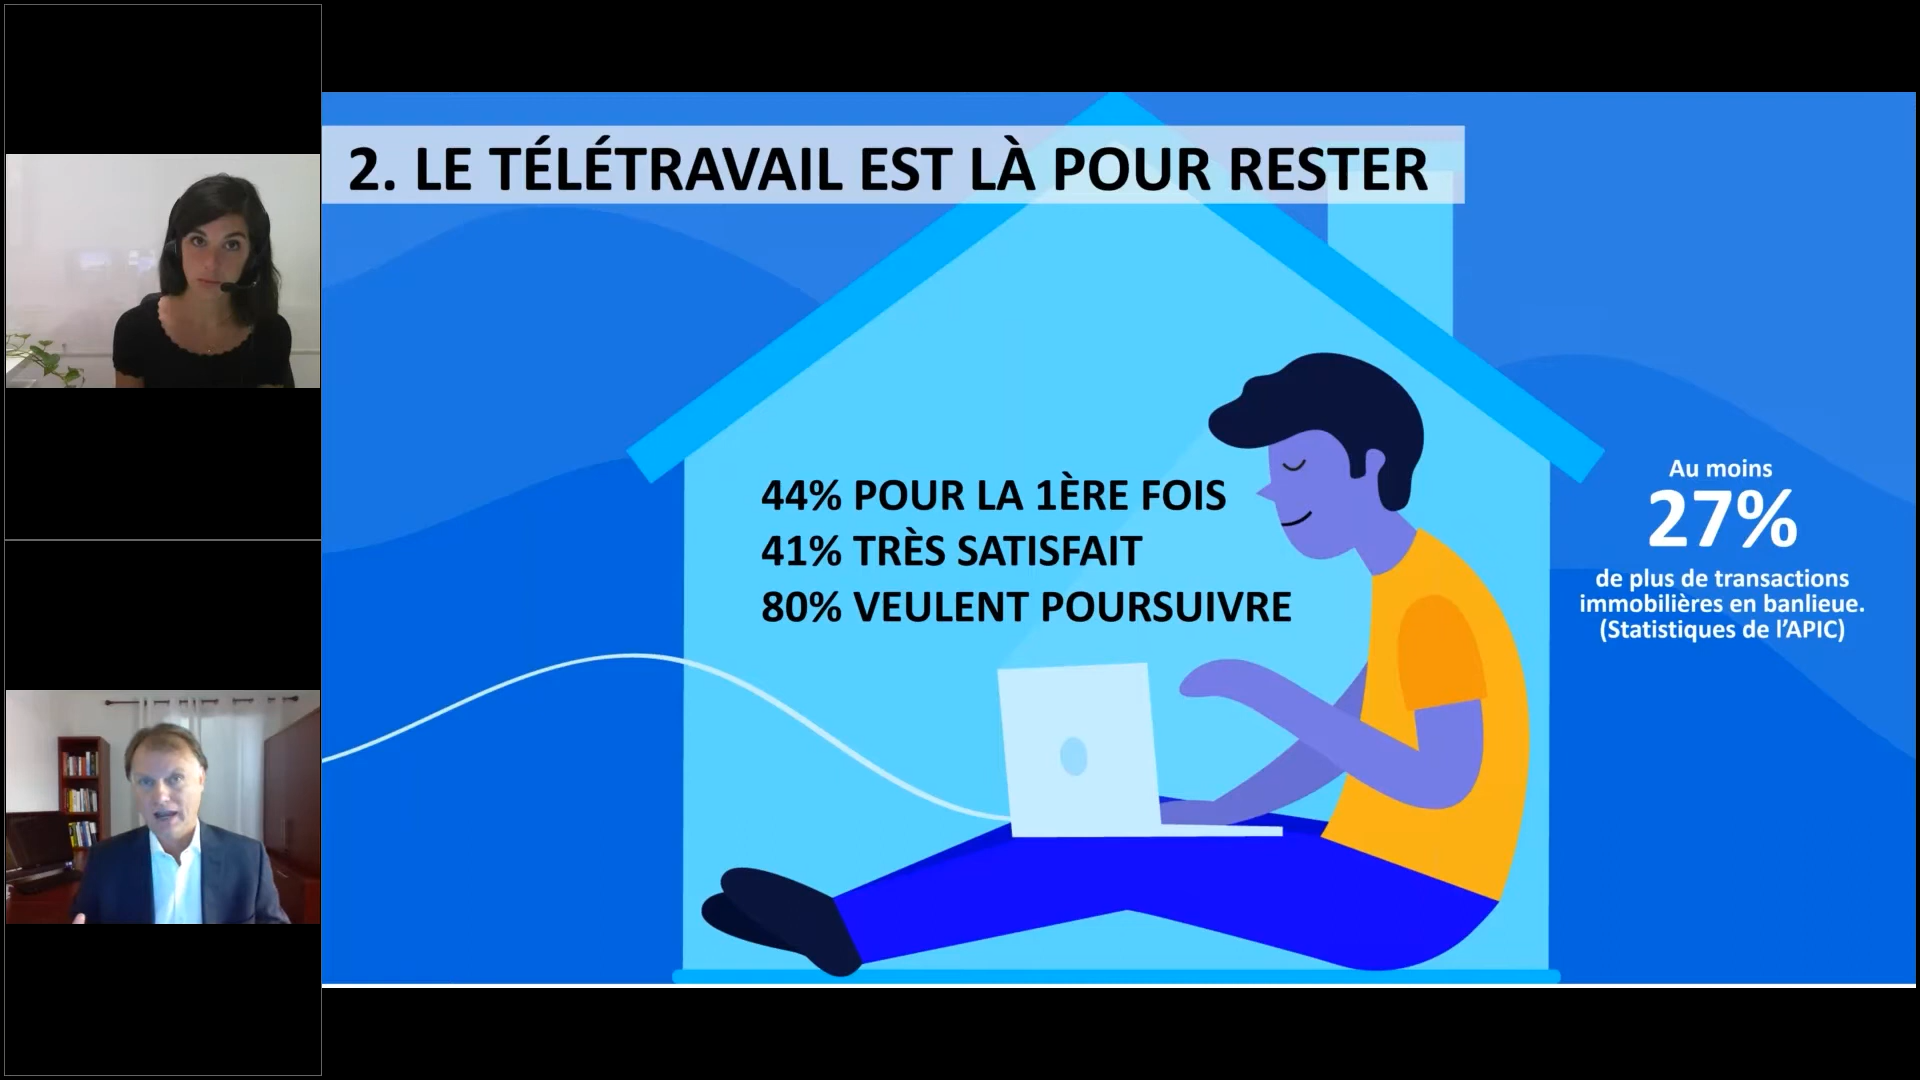 2. LE TÉLÉTRAVAIL EST LÀ POUR RESTER
44% POUR LA 1ÈRE FOIS
41% TRÈS SATISFAIT
80% VEULENT POURSUIVRE
Au moins
27%
de plus de transactions
immobilières en banlieue.
(Statistiques de l’APIC)